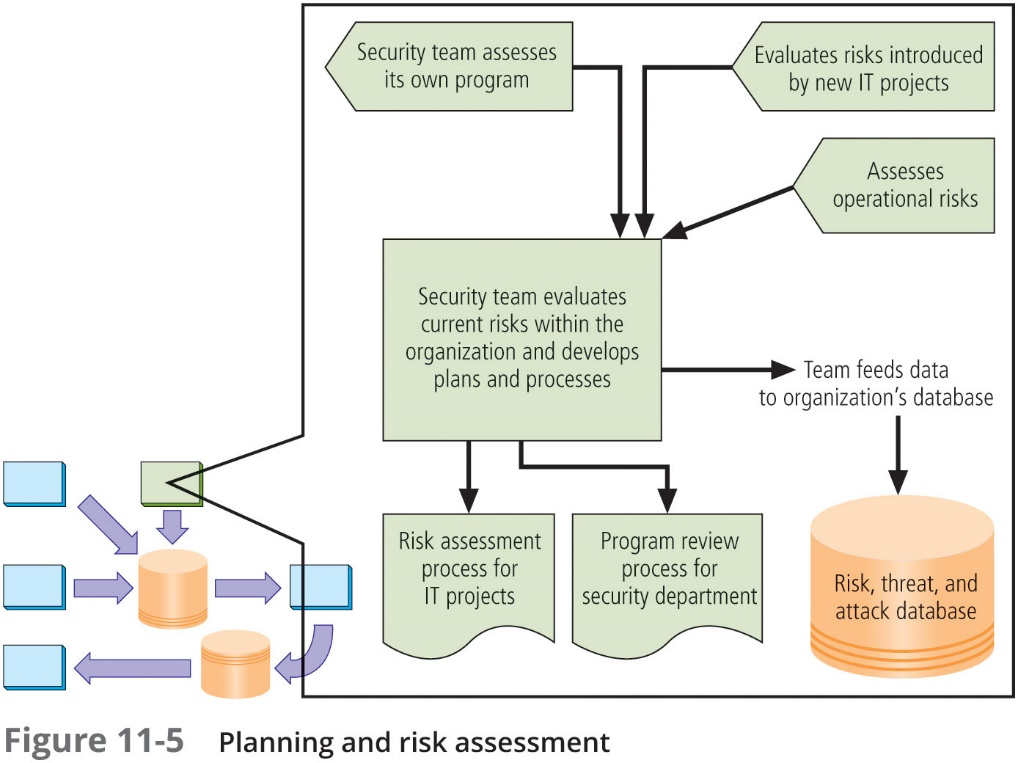 Security team assesses
its own program
Evaluates risks introduced
by new IT projects
Assesses
operational risks
Security team evaluates
current risks within the
organization and develops
plans and processes
Team feeds data
to organization's database
Risk assessment
process for
IT projects
Program review
process for
security department
Risk, threat, and
attack database
Figure 11-5 Planning and risk assessment